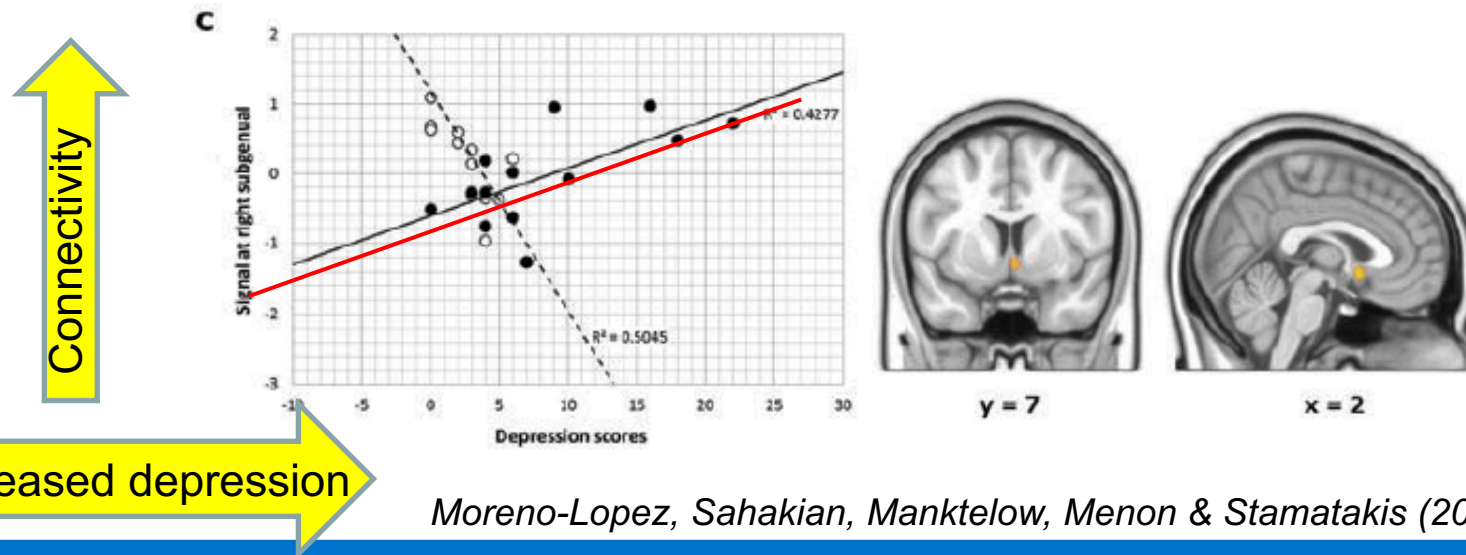 C
Connectivity
Signal at right subgenual
2
1
0
-1
-2
-3
R² = 0.4277
R² = 0.5045
-5 0 5 10 15 20 25 30
Depression scores
y = 7
x = 2
eased depression
Moreno-Lopez, Sahakian, Manktelow, Menon & Stamatakis (20